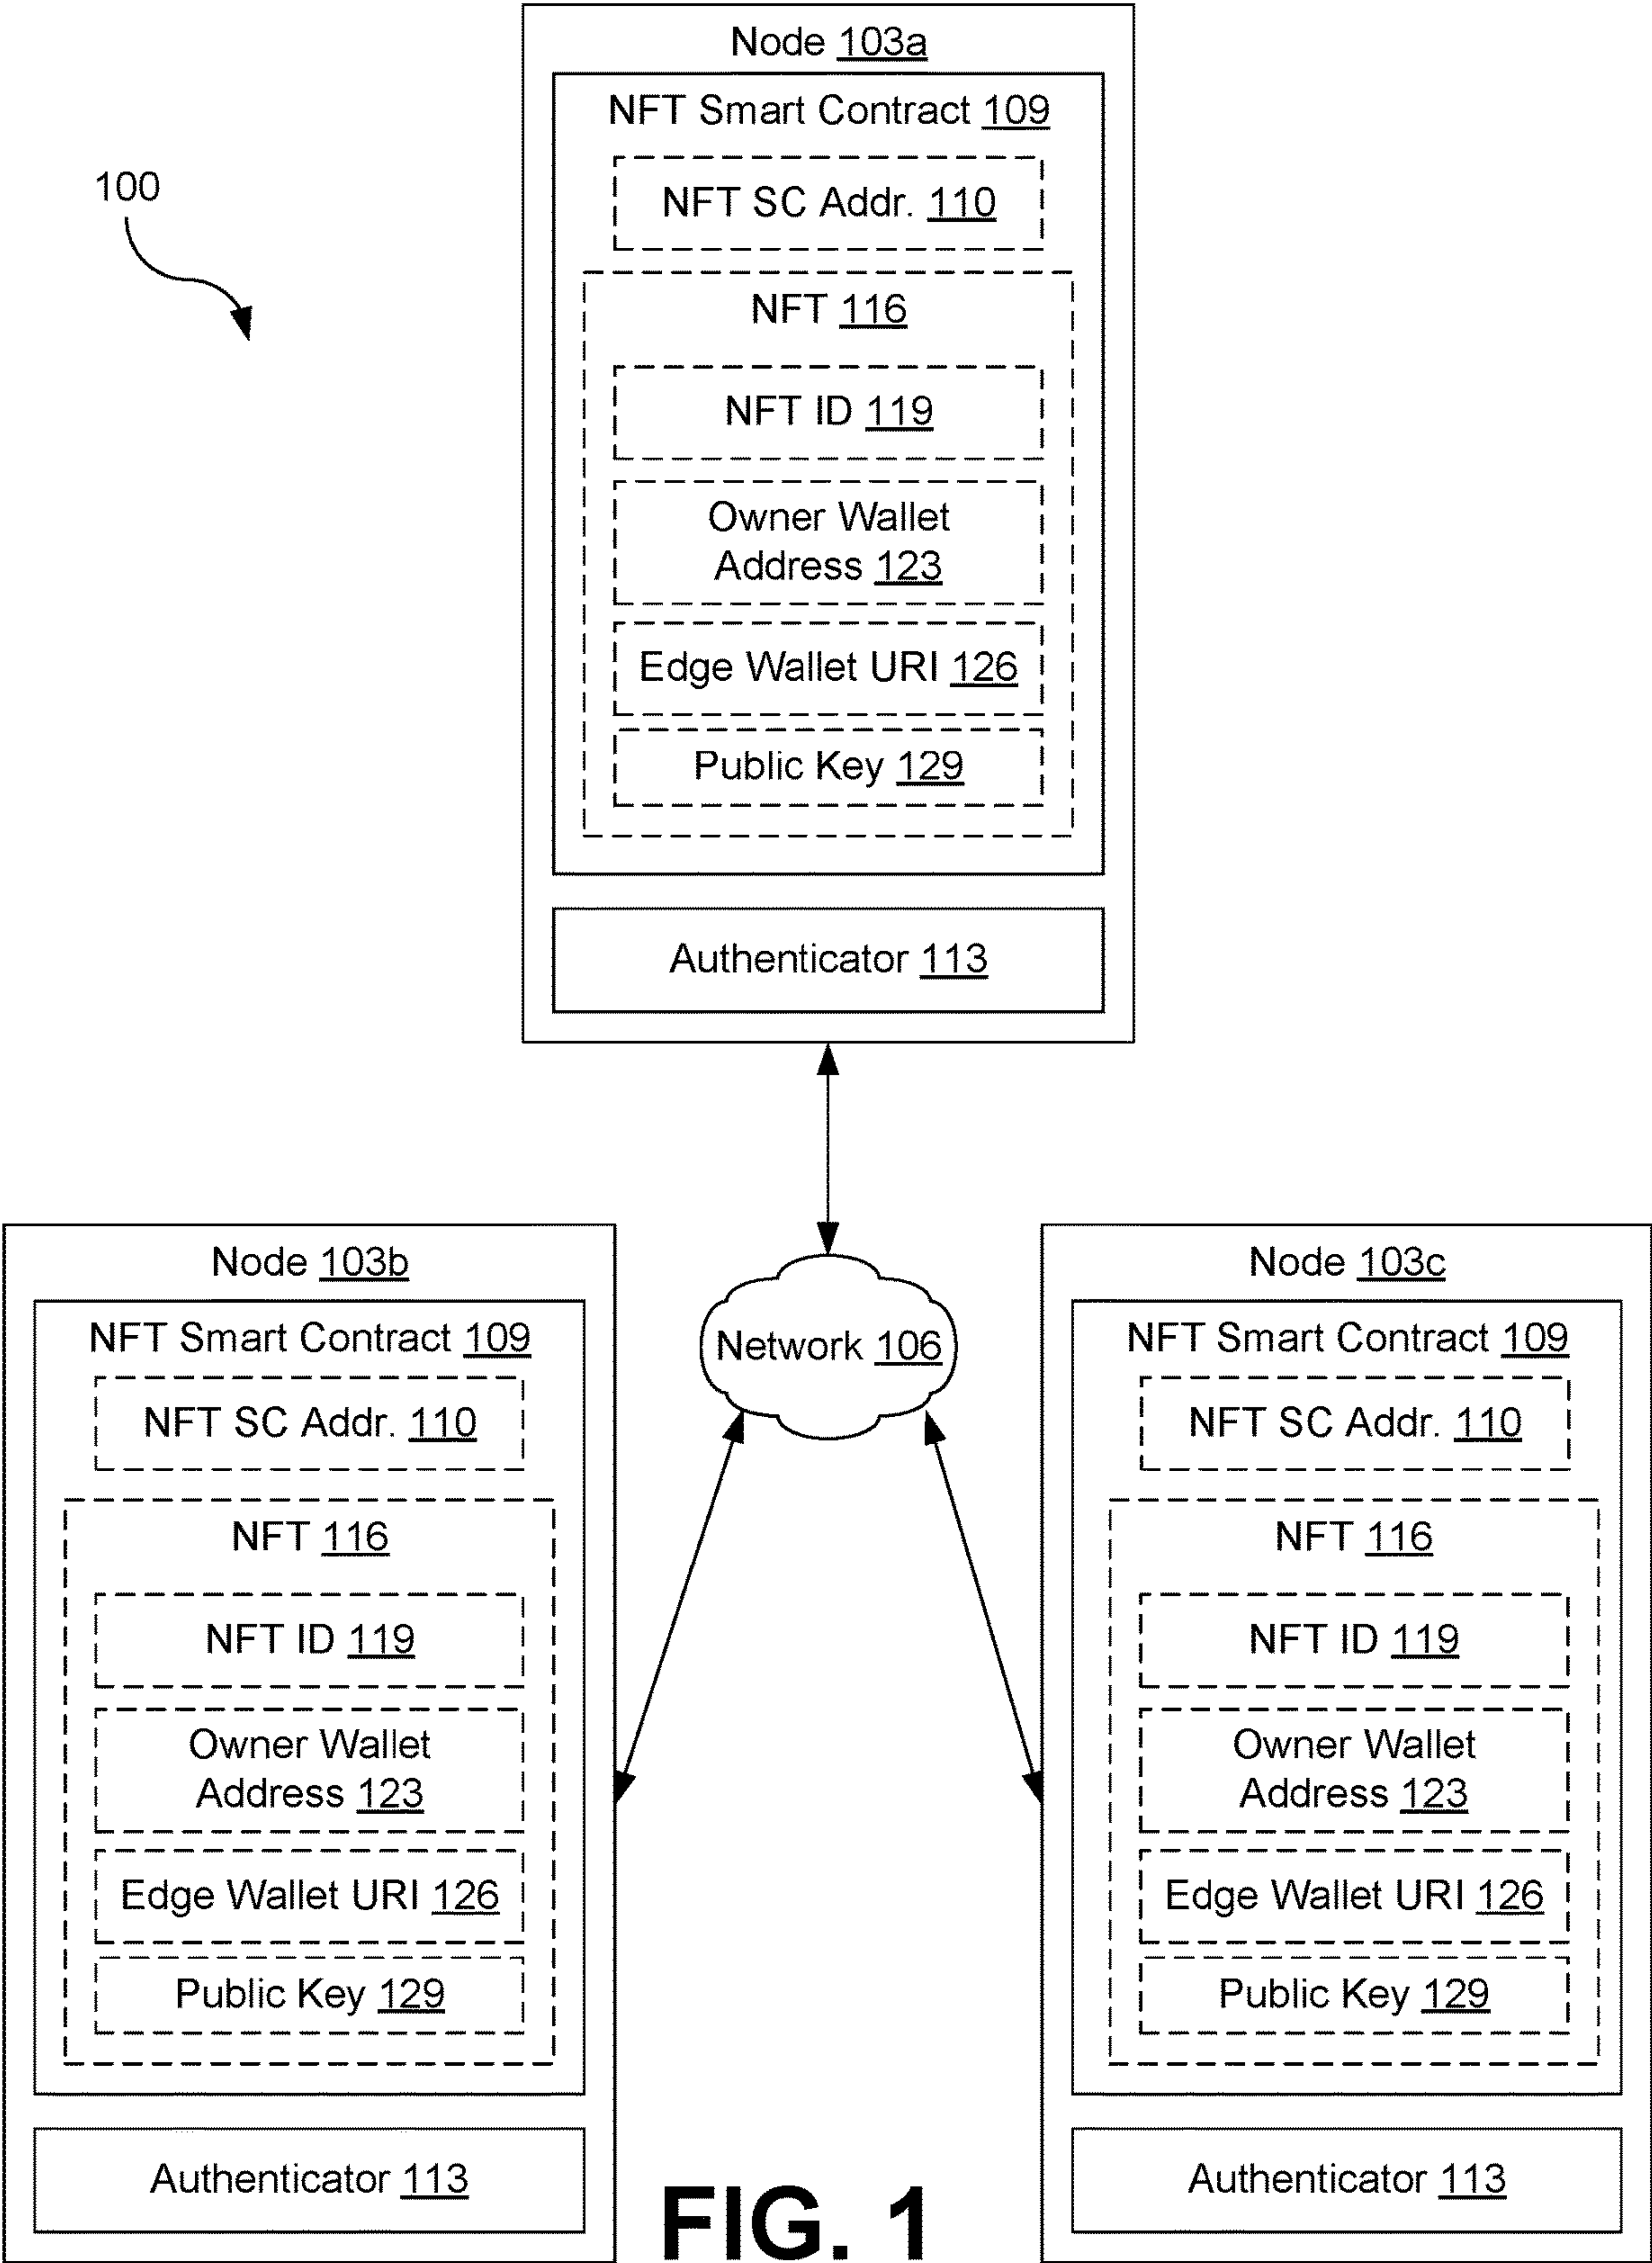 Node 103a
NFT Smart Contract 109
100
NFT SC Addr. 110
NFT 116
NFT ID 119
Owner Wallet
Address 123
Edge Wallet URI 126
Public Key 129
Authenticator 113
Network 106
Node 103b
NFT Smart Contract 109
NFT SC Addr. 110
NFT 116
NFT ID 119
Owner Wallet
Address 123
Edge Wallet URI 126
Public Key 129
Authenticator 113
Node 103c
NFT Smart Contract 109
NFT SC Addr. 110
NFT 116
NFT ID 119
Owner Wallet
Address 123
Edge Wallet URI 126
Public Key 129
Authenticator 113
FIG. 1